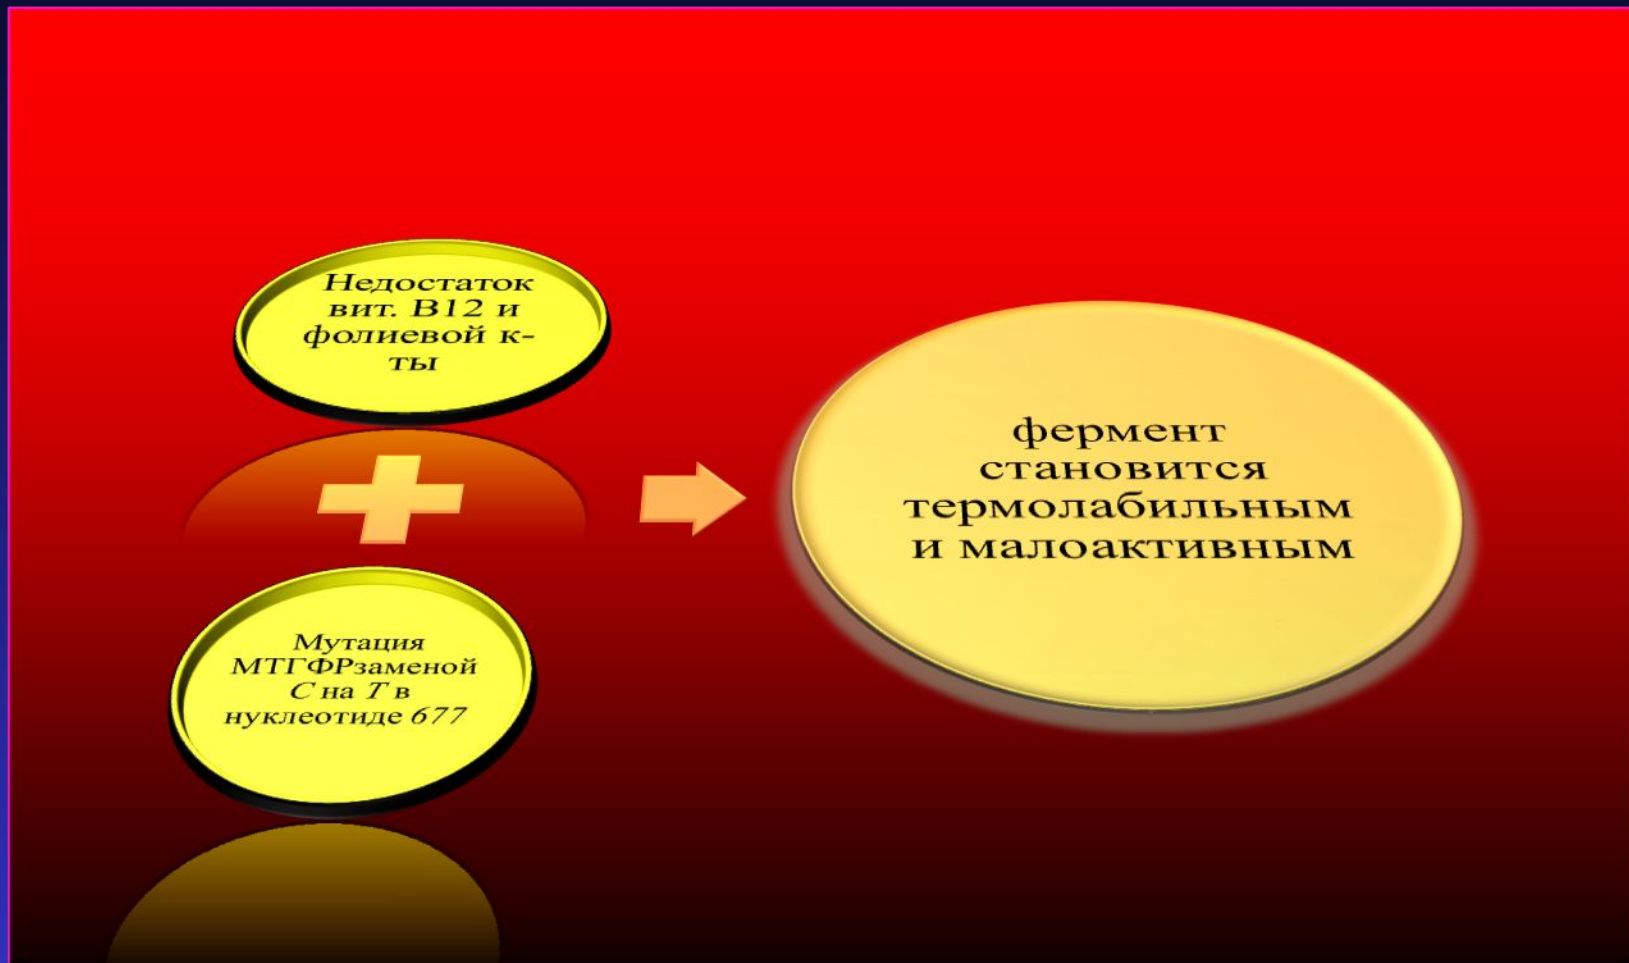 Недостаток
вит. В12 и
фолиевой к-
ты
Мутация
МТГФРзаменой
С на Т в
нуклеотиде 677
фермент
становится
термолабильным
и малоактивным